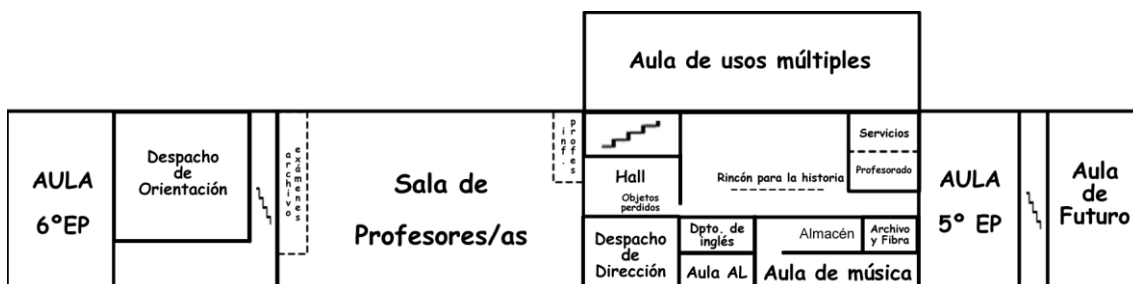 Aula de usos múltiples
AULA
6ºEP
Despacho
de
Orientación
archivo
exámenes
Sala de
Profesores/as
profes
inf.
Hall
Objetos
perdidos
Rincón para la historia
Servicios
Profesorado
Despacho
de
Dirección
Dpto. de
inglés
Aula AL
Almacén
Archivo
y Fibra
Aula de música
AULA
5º EP
Aula
de
Futuro